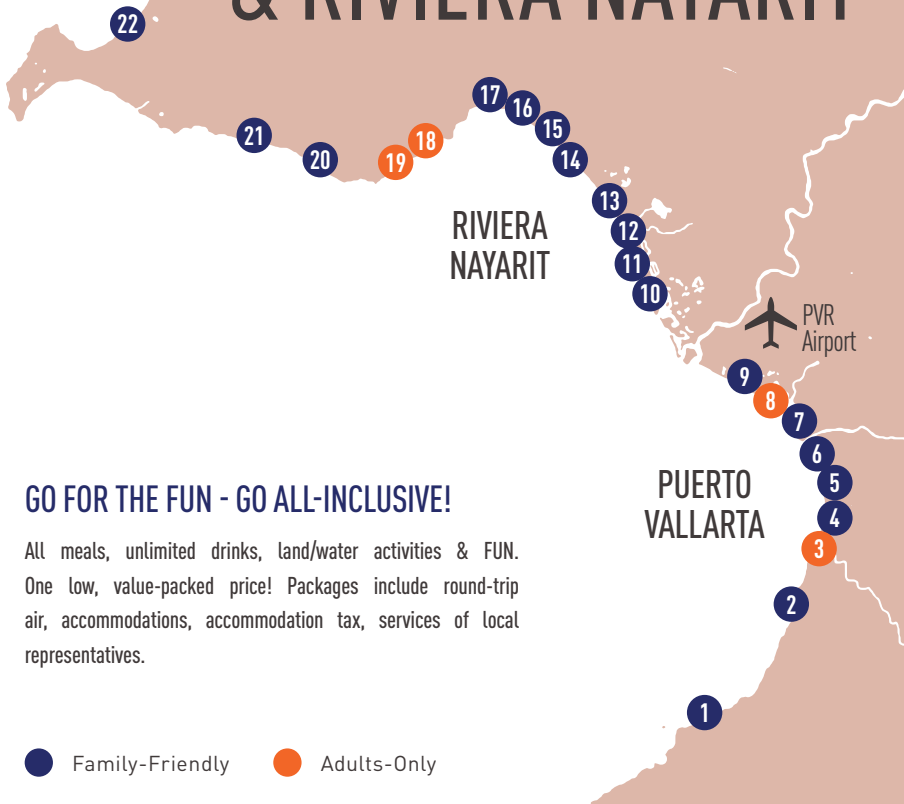 & RIVIERA NAYARIT
22
21
20
19
18
17
16
15
14
13
12
11
10
RIVIERA
NAYARIT
PVR
Airport
9
8
7
6
5
4
3
2
1
PUERTO
VALLARTA
GO FOR THE FUN - GO ALL-INCLUSIVE!
All meals, unlimited drinks, land/water activities & FUN.
One low, value-packed price! Packages include round-trip
air, accommodations, accommodation tax, services of local
representatives.
Family-Friendly
Adults-Only